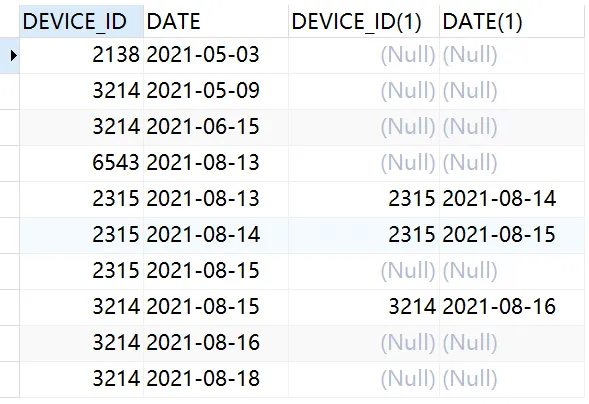 DEVICE_ID DATE DEVICE_ID(1) DATE(1)
2138 2021-05-03 (Null) (Null)
3214 2021-05-09 (Null) (Null)
3214 2021-06-15 (Null) (Null)
6543 2021-08-13 (Null) (Null)
2315 2021-08-13 2315 2021-08-14
2315 2021-08-14 2315 2021-08-15
2315 2021-08-15 (Null) (Null)
3214 2021-08-15 3214 2021-08-16
3214 2021-08-16 (Null) (Null)
3214 2021-08-18 (Null) (Null)